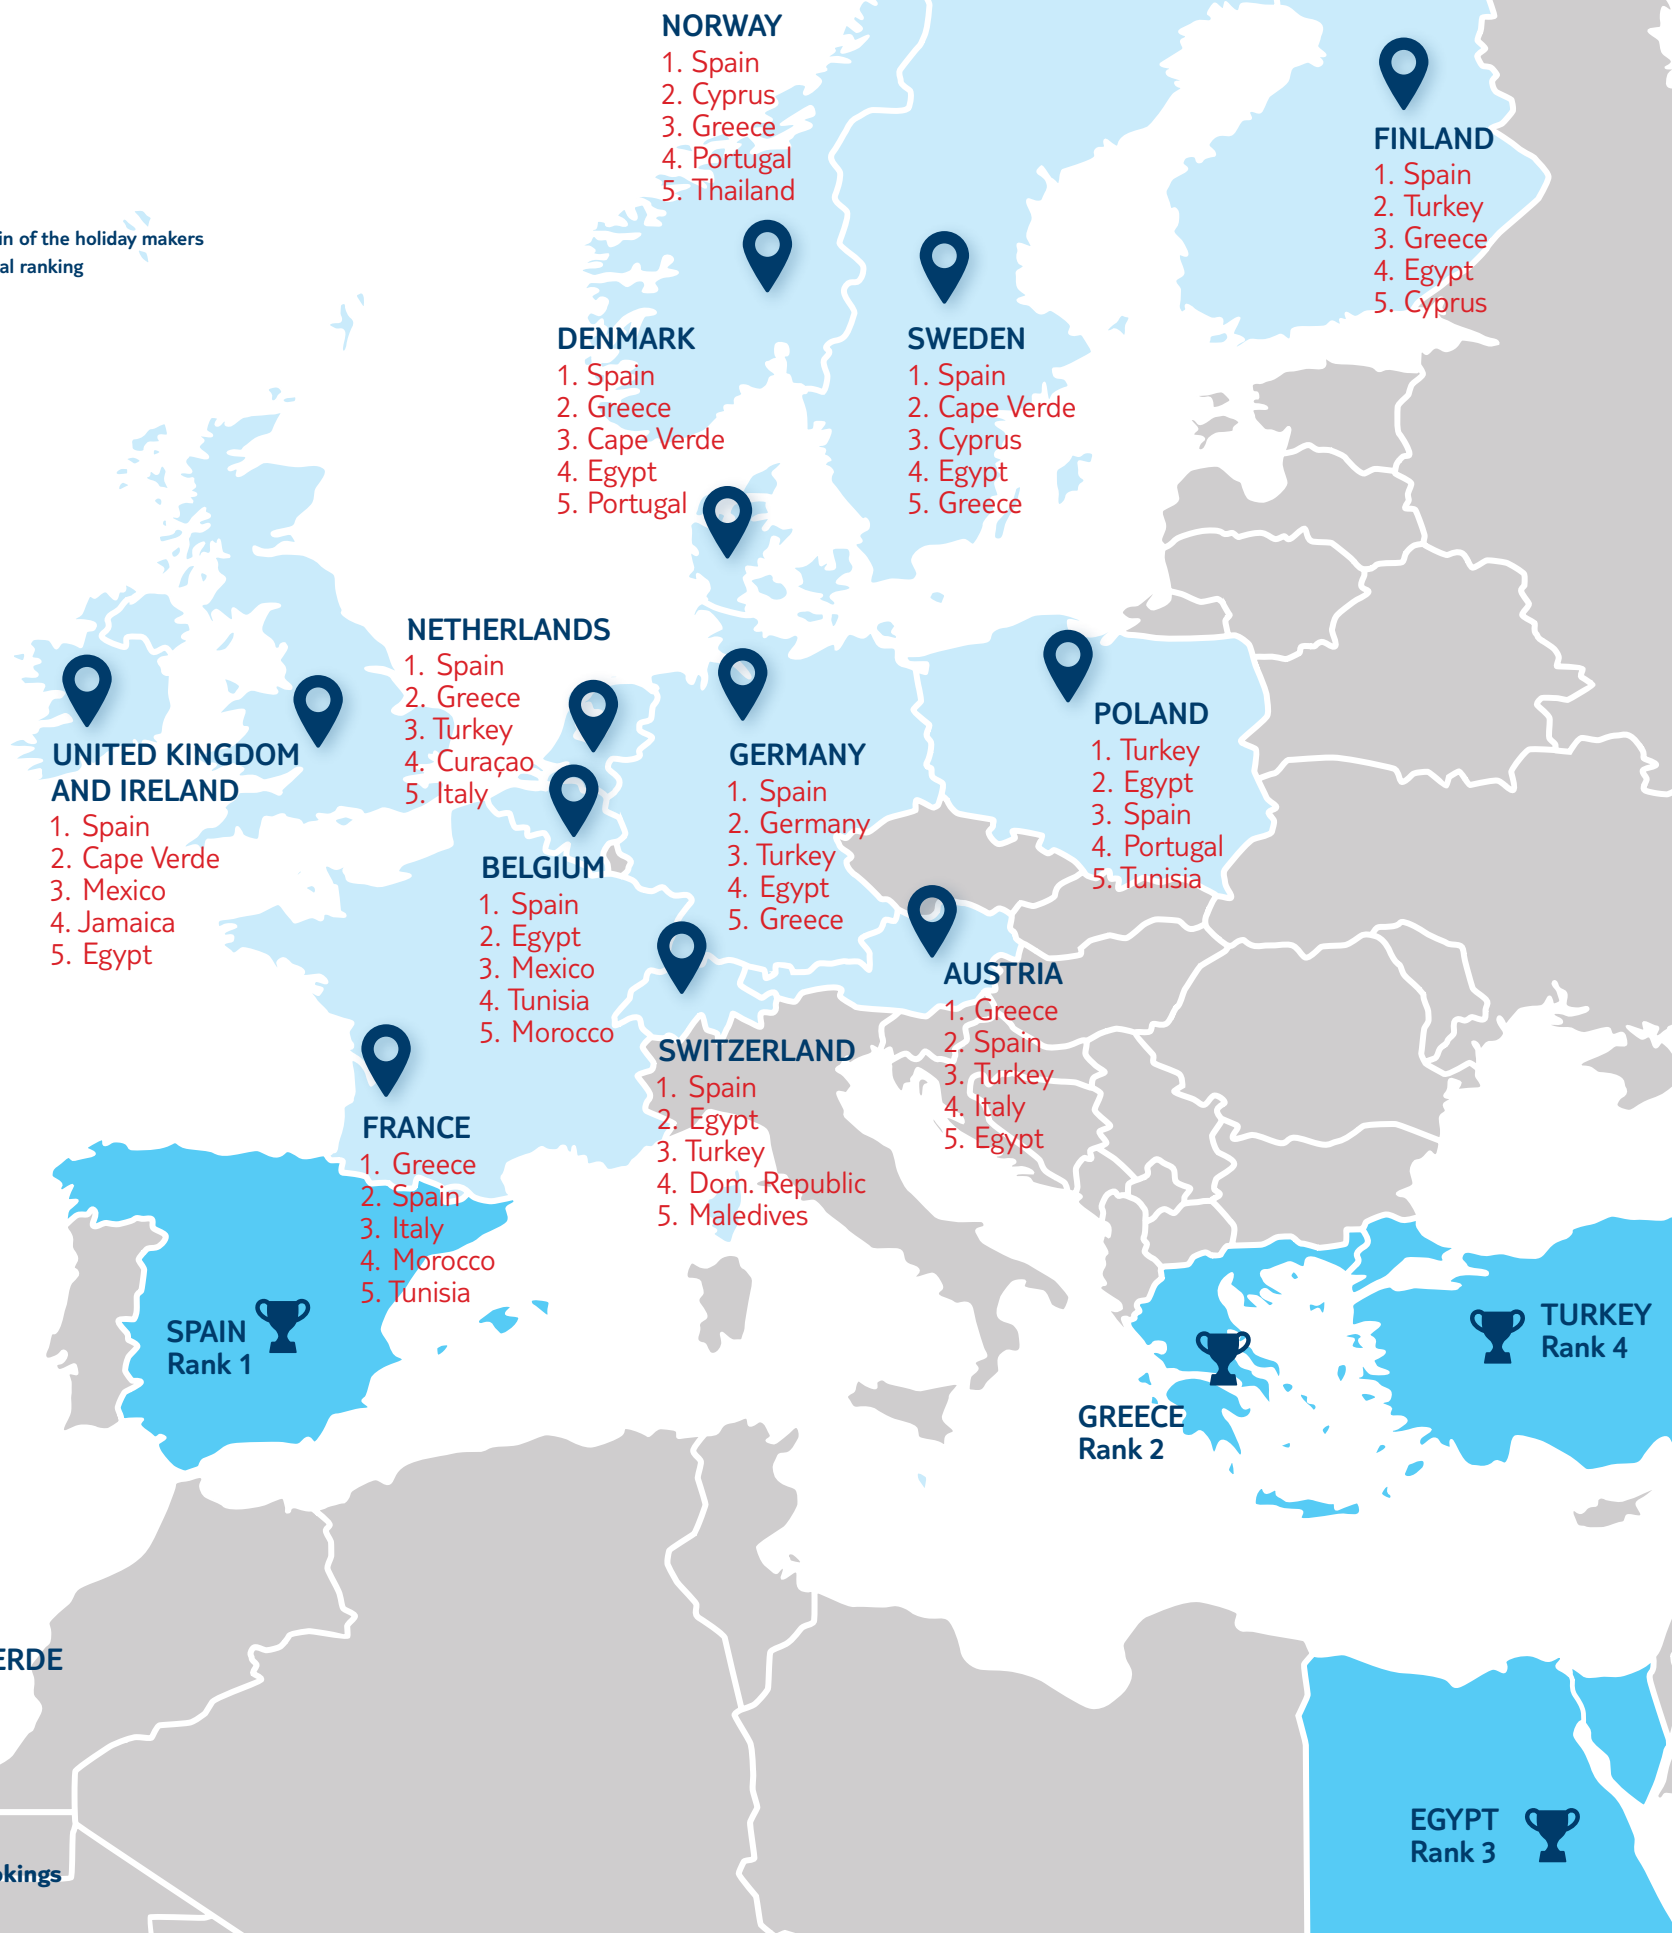 NORWAY
1. Spain
2. Cyprus
3. Greece
4. Portugal
5. Thailand
FINLAND
1. Spain
2. Turkey
3. Greece
4. Egypt
5. Cyprus
of the holiday makers
ranking
DENMARK
1. Spain
2. Greece
3. Cape Verde
4. Egypt
5. Portugal
SWEDEN
1. Spain
2. Cape Verde
3. Cyprus
4. Egypt
5. Greece
NETHERLANDS
1. Spain
2. Greece
3. Turkey
4. Curaçao
5. Italy
UNITED KINGDOM
AND IRELAND
1. Spain
2. Cape Verde
3. Mexico
4. Jamaica
5. Egypt
GERMANY
1. Spain
2. Germany
3. Turkey
4. Egypt
5. Greece
POLAND
1. Turkey
2. Egypt
3. Spain
4. Portugal
5. Tunisia
BELGIUM
1. Spain
2. Egypt
3. Mexico
4. Tunisia
5. Morocco
AUSTRIA
1. Greece
2. Spain
3. Turkey
4. Italy
5. Egypt
SWITZERLAND
1. Spain
2. Egypt
3. Turkey
4. Dom. Republic
5. Maledives
FRANCE
1. Greece
2. Spain
3. Italy
4. Morocco
5. Tunisia
SPAIN
Rank 1
TURKEY
Rank 4
GREECE
Rank 2
EGYPT
Rank 3